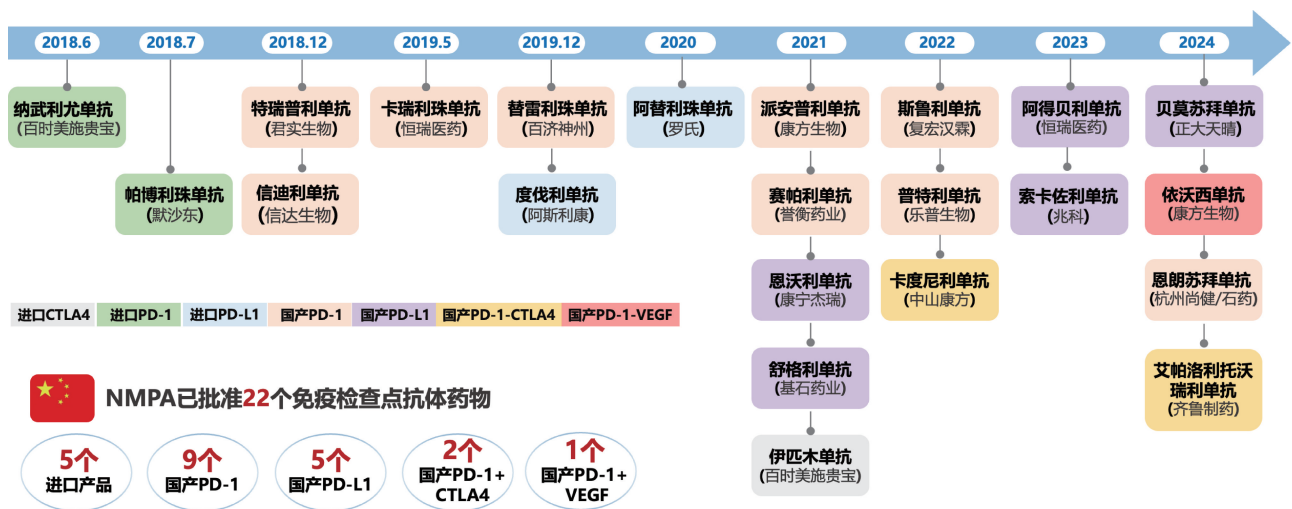 2018.6
2018.7
2018.12
2019.5
2019.12
2020
2021
2022
2023
2024
纳武利尤单抗
(百时美施贵宝)
帕博利珠单抗
(默沙东)
特瑞普利单抗
(君实生物)
信迪利单抗
(信达生物)
卡瑞利珠单抗
(恒瑞医药)
替雷利珠单抗
(百济神州)
度伐利单抗
(阿斯利康)
阿替利珠单抗
(罗氏)
派安普利单抗
(康方生物)
赛帕利单抗
(誉衡药业)
恩沃利单抗
(康宁杰瑞)
舒格利单抗
(基石药业)
伊匹木单抗
(百时美施贵宝)
斯鲁利单抗
(复宏汉霖)
普特利单抗
(乐普生物)
卡度尼利单抗
(中山康方)
阿得贝利单抗
(恒瑞医药)
索卡佐利单抗
(兆科)
贝莫苏拜单抗
(正大天晴)
依沃西单抗
(康方生物)
恩朗苏拜单抗
(杭州尚健/石药)
艾帕洛利托沃
瑞利单抗
(齐鲁制药)
进口CTLA4
进口PD-1
进口PD-L1
国产PD-1
国产PD-L1
国产PD-1-CTLA4
国产PD-1-VEGF
NMPA已批准22个免疫检查点抗体药物
5个
进口产品
9个
国产PD-1
5个
国产PD-L1
2个
国产PD-1+
CTLA4
1个
国产PD-1+
VEGF